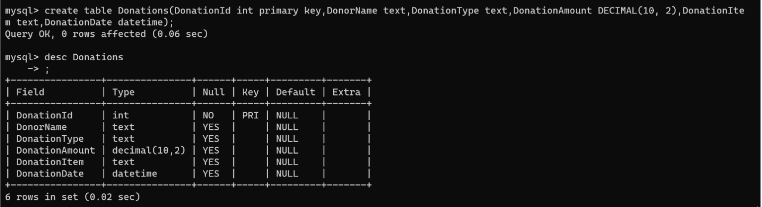 mysql> create table Donations(DonationId int primary key,DonorName text,DonationType text,DonationAmount DECIMAL(10, 2),DonationIte
m text,DonationDate datetime);
Query OK, 0 rows affected (0.06 sec)
mysql> desc Donations
    -> ;
+----------------+---------------+------+-----+---------+-------+
| Field          | Type          | Null | Key | Default | Extra |
+----------------+---------------+------+-----+---------+-------+
| DonationId     | int           | NO   | PRI | NULL    |       |
| DonorName      | text          | YES  |     | NULL    |       |
| DonationType   | text          | YES  |     | NULL    |       |
| DonationAmount | decimal(10,2) | YES  |     | NULL    |       |
| DonationItem   | text          | YES  |     | NULL    |       |
| DonationDate   | datetime      | YES  |     | NULL    |       |
+----------------+---------------+------+-----+---------+-------+
6 rows in set (0.02 sec)